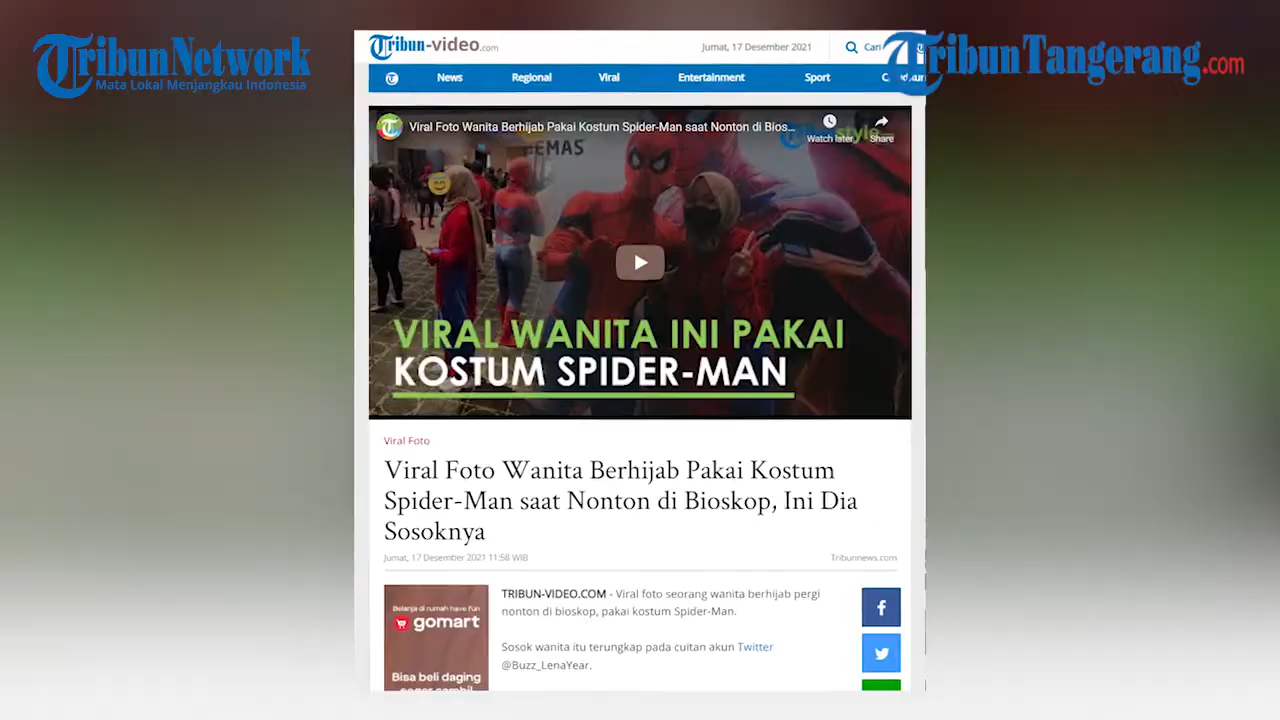 TribunNetwork
Mata Lokal Menjangkau Indonesia
Tribun-video.com
Jumat, 17 Desember 2021
Cari
TribunTangerang.com
News Regional Viral Entertainment Sport
Viral Foto Wanita Berhijab Pakai Kostum Spider-Man saat Nonton di Bios...
Watch later
Share
style
EMAS
VIRAL WANITA INI PAKAI
KOSTUM SPIDER-MAN
Viral Foto
Viral Foto Wanita Berhijab Pakai Kostum
Spider-Man saat Nonton di Bioskop, Ini Dia
Sosoknya
Jumat, 17 Desember 2021 11:58 WIB
Tribunnews.com
Belanja di rumah have fun
gomart
Bisa beli daging
TRIBUN-VIDEO.COM - Viral foto seorang wanita berhijab pergi
nonton di bioskop, pakai kostum Spider-Man.
Sosok wanita itu terungkap pada cuitan akun Twitter
@Buzz_LenaYear.